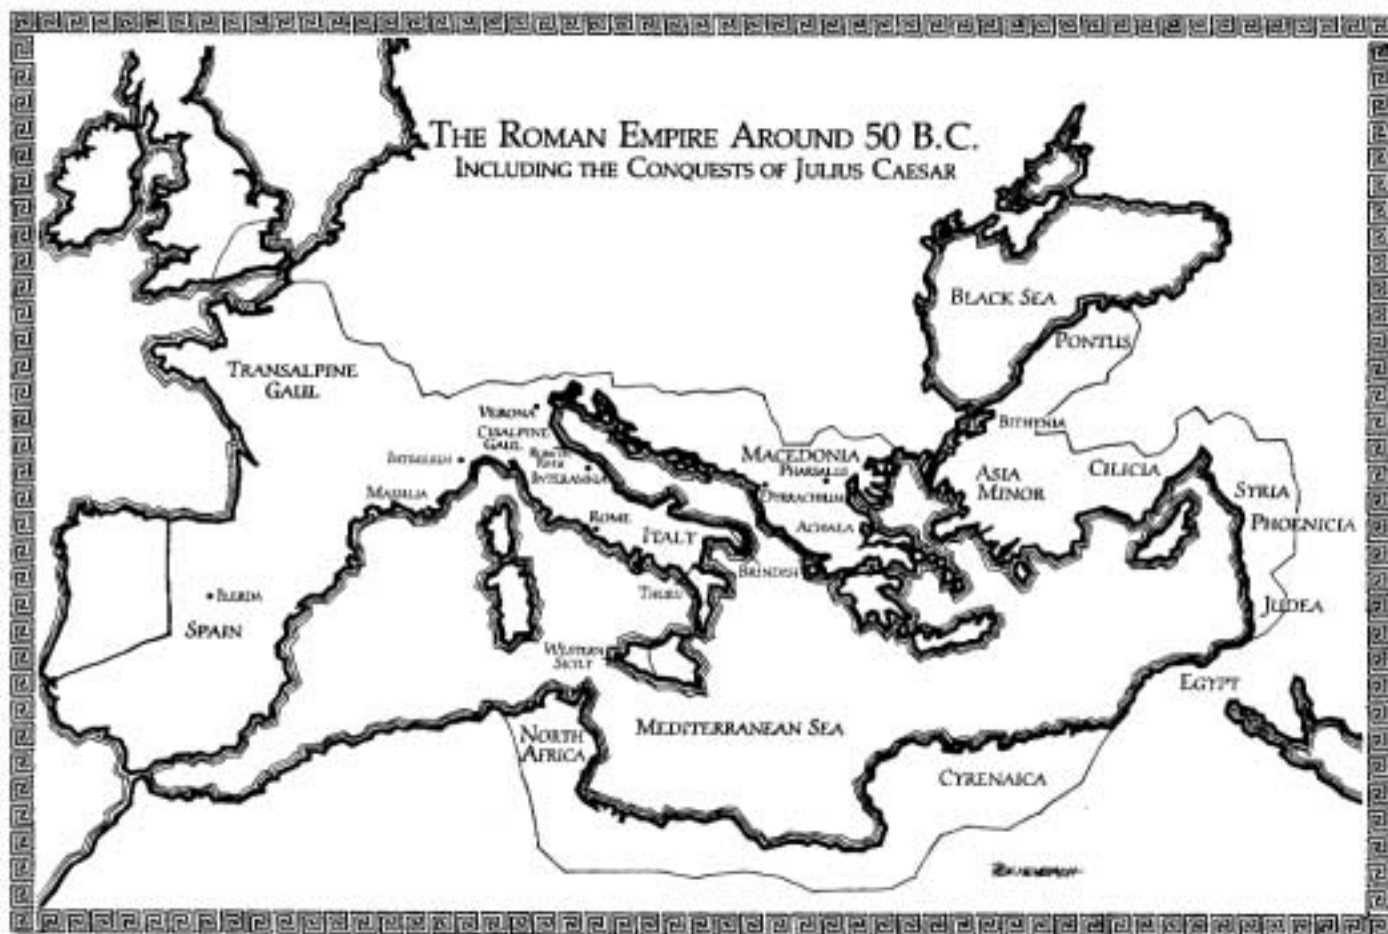 THE ROMAN EMPIRE AROUND 50 B.C.
INCLUDING THE CONQUESTS OF JULIUS CAESAR
BLACK SEA
PONTUS
TRANSALPINE
GAUL
VERONA
CISALPINE
GAUL
BITHYNIA
MACEDONIA
PHARSALUS
INTERAMNIA
DYRRACHIUM
ASIA
MINOR
CILICIA
SYRIA
MASSILIA
ROME
ITALY
ACHAIA
PHOENICIA
BRINDISI
ILERDA
THURII
JUDEA
SPAIN
WESTERN
SICILY
EGYPT
NORTH
AFRICA
MEDITERRANEAN SEA
CYRENAICA